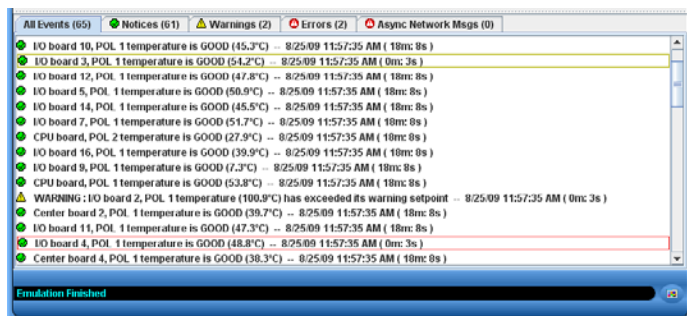 All Events (65) Notices (61) Warnings (2) Errors (2) Async Network Msgs (0)
I/O board 10, POL 1 temperature is GOOD (45.3°C) -- 8/25/09 11:57:35 AM ( 18m: 8s )
I/O board 3, POL 1 temperature is GOOD (54.2°C) -- 8/25/09 11:57:35 AM ( 0m: 3s )
I/O board 12, POL 1 temperature is GOOD (47.8°C) -- 8/25/09 11:57:35 AM ( 18m: 8s )
I/O board 5, POL 1 temperature is GOOD (50.9°C) -- 8/25/09 11:57:35 AM ( 18m: 8s )
I/O board 14, POL 1 temperature is GOOD (45.5°C) -- 8/25/09 11:57:35 AM ( 18m: 8s )
I/O board 7, POL 1 temperature is GOOD (51.7°C) -- 8/25/09 11:57:35 AM ( 18m: 8s )
CPU board, POL 2 temperature is GOOD (27.9°C) -- 8/25/09 11:57:35 AM ( 18m: 8s )
I/O board 16, POL 1 temperature is GOOD (39.9°C) -- 8/25/09 11:57:35 AM ( 18m: 8s )
I/O board 9, POL 1 temperature is GOOD (7.3°C) -- 8/25/09 11:57:35 AM ( 18m: 8s )
CPU board, POL 1 temperature is GOOD (53.8°C) -- 8/25/09 11:57:35 AM ( 18m: 8s )
WARNING : I/O board 2, POL 1 temperature (100.9°C) has exceeded its warning setpoint -- 8/25/09 11:57:35 AM ( 0m: 3s )
Center board 2, POL 1 temperature is GOOD (39.7°C) -- 8/25/09 11:57:35 AM ( 18m: 8s )
I/O board 11, POL 1 temperature is GOOD (47.3°C) -- 8/25/09 11:57:35 AM ( 18m: 8s )
I/O board 4, POL 1 temperature is GOOD (48.8°C) -- 8/25/09 11:57:35 AM ( 0m: 3s )
Center board 4, POL 1 temperature is GOOD (38.3°C) -- 8/25/09 11:57:35 AM ( 18m: 8s )
Emulation Finished